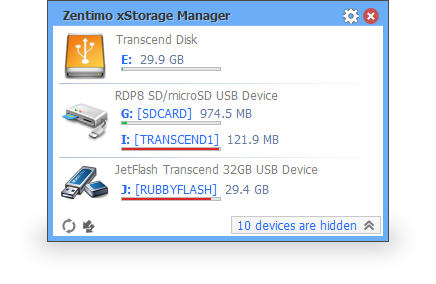 Zentimo xStorage Manager
Transcend Disk
E: 29.9 GB
RDP8 SD/microSD USB Device
G: [SDCARD] 974.5 MB
I: [TRANSCEND1] 121.9 MB
JetFlash Transcend 32GB USB Device
J: [RUBBYFLASH] 29.4 GB
10 devices are hidden